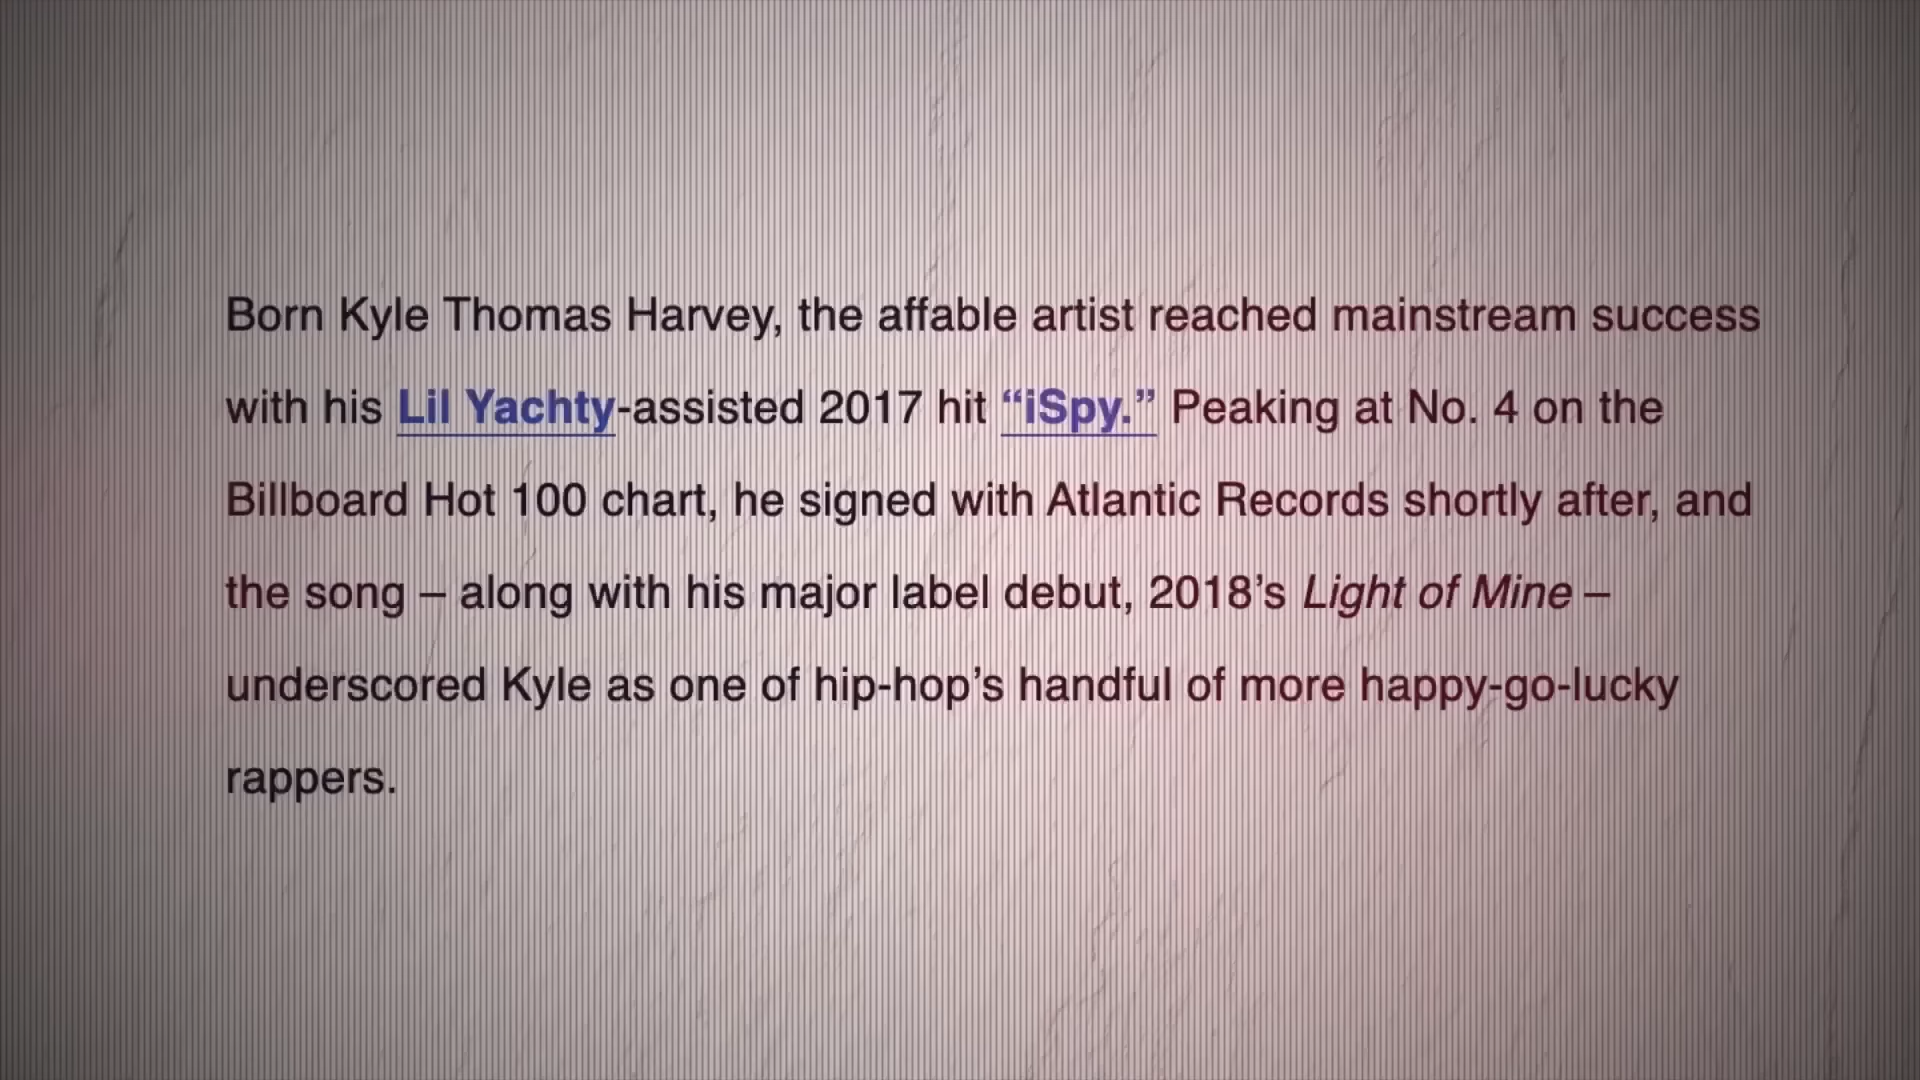 Born Kyle Thomas Harvey, the affable artist reached mainstream success
with his Lil Yachty-assisted 2017 hit “iSpy.” Peaking at No. 4 on the
Billboard Hot 100 chart, he signed with Atlantic Records shortly after, and
the song – along with his major label debut, 2018’s Light of Mine –
underscored Kyle as one of hip-hop’s handful of more happy-go-lucky
rappers.